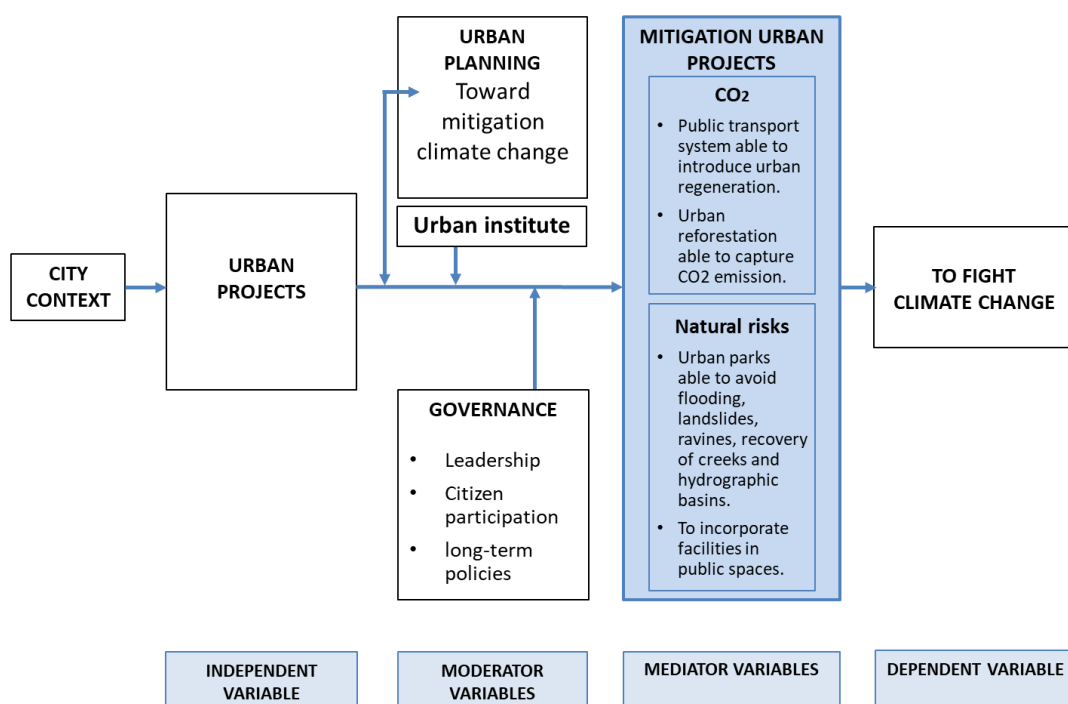 CITY
CONTEXT
URBAN
PROJECTS
URBAN
PLANNING
Toward
mitigation
climate change
Urban institute
GOVERNANCE
• Leadership
• Citizen
participation
• long-term
policies
MITIGATION URBAN
PROJECTS
CO2
• Public transport
system able to
introduce urban
regeneration.
• Urban
reforestation
able to capture
CO2 emission.
Natural risks
• Urban parks
able to avoid
flooding,
landslides,
ravines, recovery
of creeks and
hydrographic
basins.
• To incorporate
facilities in
public spaces.
TO FIGHT
CLIMATE CHANGE
INDEPENDENT
VARIABLE
MODERATOR
VARIABLES
MEDIATOR VARIABLES
DEPENDENT VARIABLE